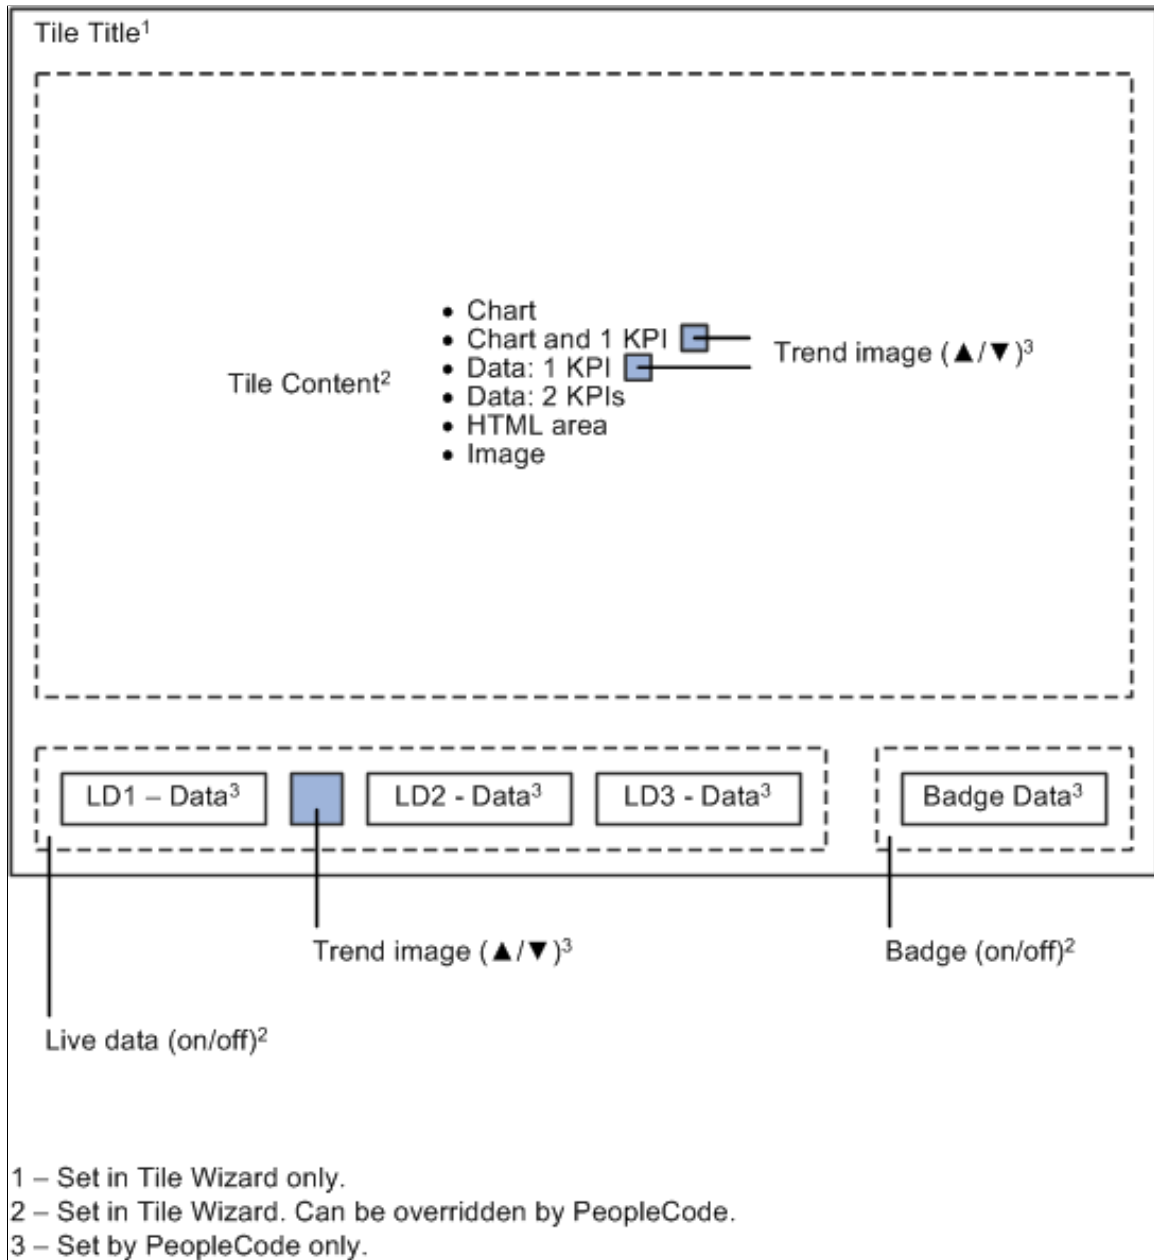 Tile Title¹
• Chart
• Chart and 1 KPI
Trend image (▲/▼)³
• Data: 1 KPI
Tile Content²
• Data: 2 KPIs
• HTML area
• Image
LD1 – Data³
LD2 - Data³
LD3 - Data³
Badge Data³
Trend image (▲/▼)³
Badge (on/off)²
Live data (on/off)²
1 – Set in Tile Wizard only.
2 – Set in Tile Wizard. Can be overridden by PeopleCode.
3 – Set by PeopleCode only.